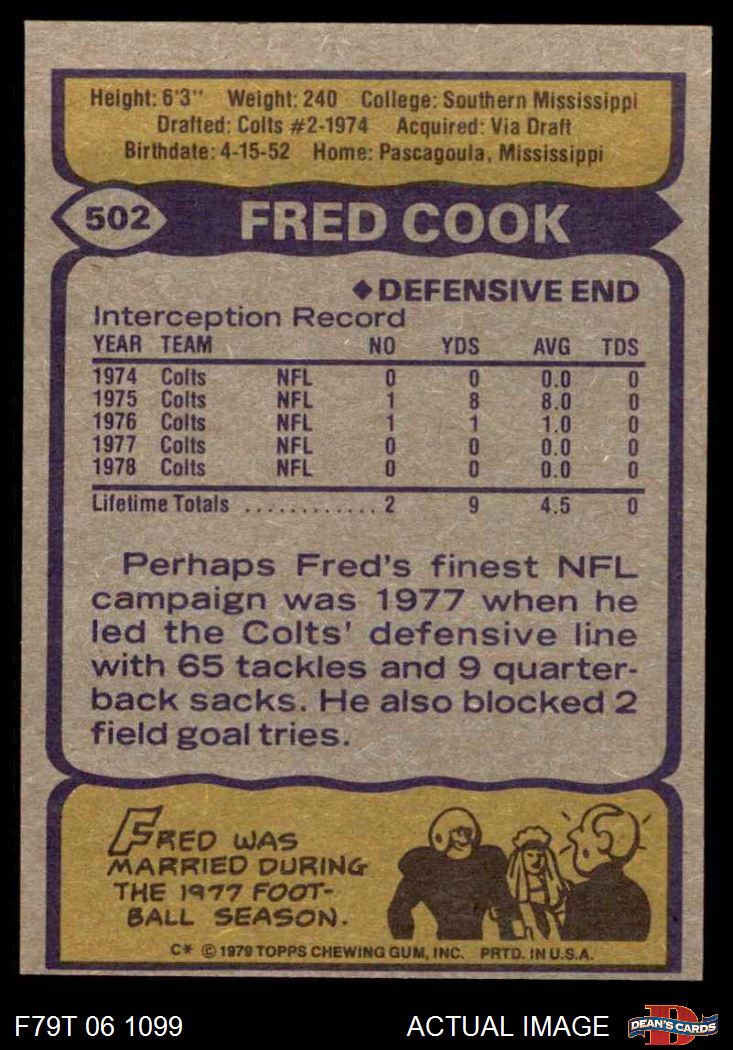 Height: 6'3" Weight: 240 College: Southern Mississippi
Drafted: Colts #2-1974 Acquired: Via Draft
Birthdate: 4-15-52 Home: Pascagoula, Mississippi
502 FRED COOK
◆DEFENSIVE END
Interception Record
YEAR TEAM NO YDS AVG TDS
1974 Colts NFL 0 0 0.0 0
1975 Colts NFL 1 8 8.0 0
1976 Colts NFL 1 1 1.0 0
1977 Colts NFL 0 0 0.0 0
1978 Colts NFL 0 0 0.0 0
Lifetime Totals ............ 2 9 4.5 0
Perhaps Fred's finest NFL
campaign was 1977 when he
led the Colts' defensive line
with 65 tackles and 9 quarter-
back sacks. He also blocked 2
field goal tries.
FRED WAS
MARRIED DURING
THE 1977 FOOT-
BALL SEASON.
C* © 1979 TOPPS CHEWING GUM, INC. PRTD. IN U.S.A.
F79T 06 1099 ACTUAL IMAGE D DEAN'S CARDS